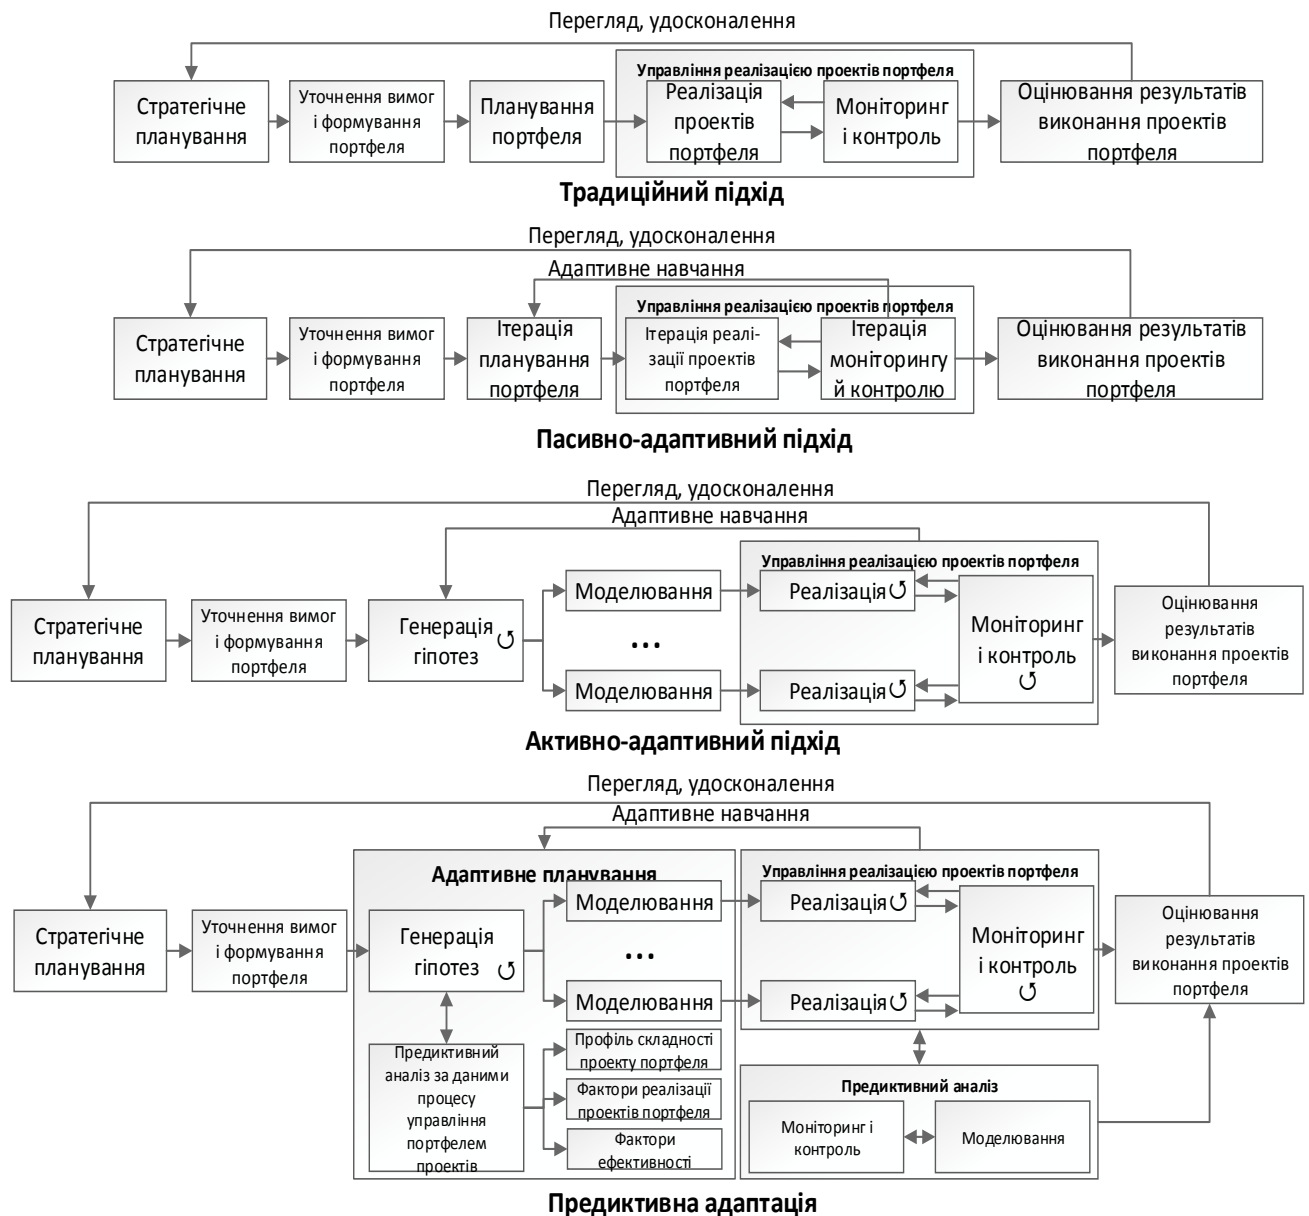 Перегляд, удосконалення
Управління реалізацією проектів портфеля
Стратегічне
планування
Уточнення вимог
і формування
портфеля
Планування
портфеля
Реалізація
проектів
портфеля
Моніторинг
і контроль
Оцінювання результатів
виконання проектів
портфеля
Традиційний підхід
Перегляд, удосконалення
Адаптивне навчання
Управління реалізацією проектів портфеля
Стратегічне
планування
Уточнення вимог
і формування
портфеля
Ітерація
планування
портфеля
Ітерація реалі-
зації проектів
портфеля
Ітерація
моніторингу
й контролю
Оцінювання результатів
виконання проектів
портфеля
Пасивно-адаптивний підхід
Перегляд, удосконалення
Адаптивне навчання
Управління реалізацією проектів портфеля
Стратегічне
планування
Уточнення вимог
і формування
портфеля
Генерація
гіпотез
Моделювання
...
Моделювання
Реалізація
Реалізація
Моніторинг
і контроль
Оцінювання
результатів
виконання проектів
портфеля
Активно-адаптивний підхід
Перегляд, удосконалення
Адаптивне навчання
Адаптивне планування
Управління реалізацією проектів портфеля
Стратегічне
планування
Уточнення вимог
і формування
портфеля
Генерація
гіпотез
Моделювання
...
Моделювання
Реалізація
Реалізація
Моніторинг
і контроль
Оцінювання
результатів
виконання проектів
портфеля
Предиктивний
аналіз за даними
процесу
управління
портфелем
проектів
Профіль складності
проекту портфеля
Фактори реалізації
проектів портфеля
Фактори
ефективності
Предиктивний аналіз
Моніторинг і
контроль
Моделювання
Предиктивна адаптація